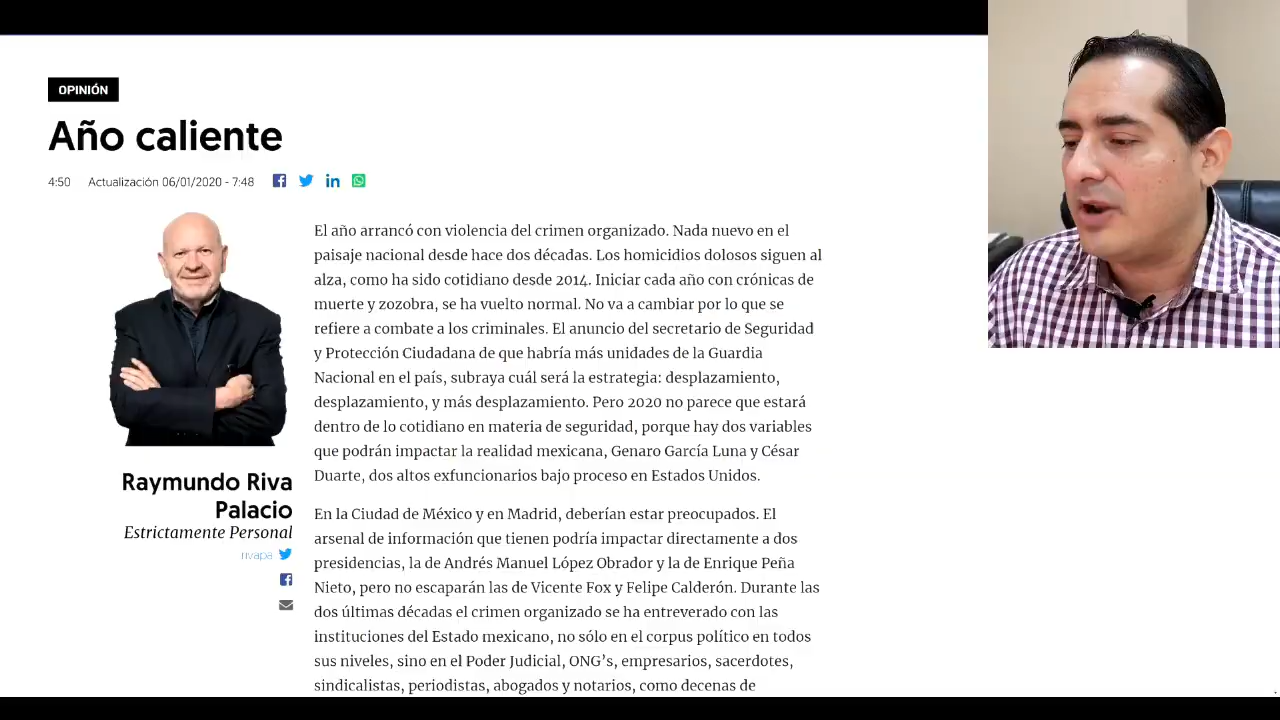 OPINIÓN
Año caliente
4:50 Actualización 06/01/2020 - 7:48
El año arrancó con violencia del crimen organizado. Nada nuevo en el
paisaje nacional desde hace dos décadas. Los homicidios dolosos siguen al
alza, como ha sido cotidiano desde 2014. Iniciar cada año con crónicas de
muerte y zozobra, se ha vuelto normal. No va a cambiar por lo que se
refiere a combate a los criminales. El anuncio del secretario de Seguridad
y Protección Ciudadana de que habría más unidades de la Guardia
Nacional en el país, subraya cuál será la estrategia: desplazamiento,
desplazamiento, y más desplazamiento. Pero 2020 no parece que estará
dentro de lo cotidiano en materia de seguridad, porque hay dos variables
que podrán impactar la realidad mexicana, Genaro García Luna y César
Duarte, dos altos exfuncionarios bajo proceso en Estados Unidos.
Raymundo Riva
Palacio
Estrictamente Personal
rivapa
En la Ciudad de México y en Madrid, deberían estar preocupados. El
arsenal de información que tienen podría impactar directamente a dos
presidencias, la de Andrés Manuel López Obrador y la de Enrique Peña
Nieto, pero no escaparán las de Vicente Fox y Felipe Calderón. Durante las
dos últimas décadas el crimen organizado se ha entreverado con las
instituciones del Estado mexicano, no sólo en el corpus político en todos
sus niveles, sino en el Poder Judicial, ONG’s, empresarios, sacerdotes,
sindicalistas, periodistas, abogados y notarios, como decenas de